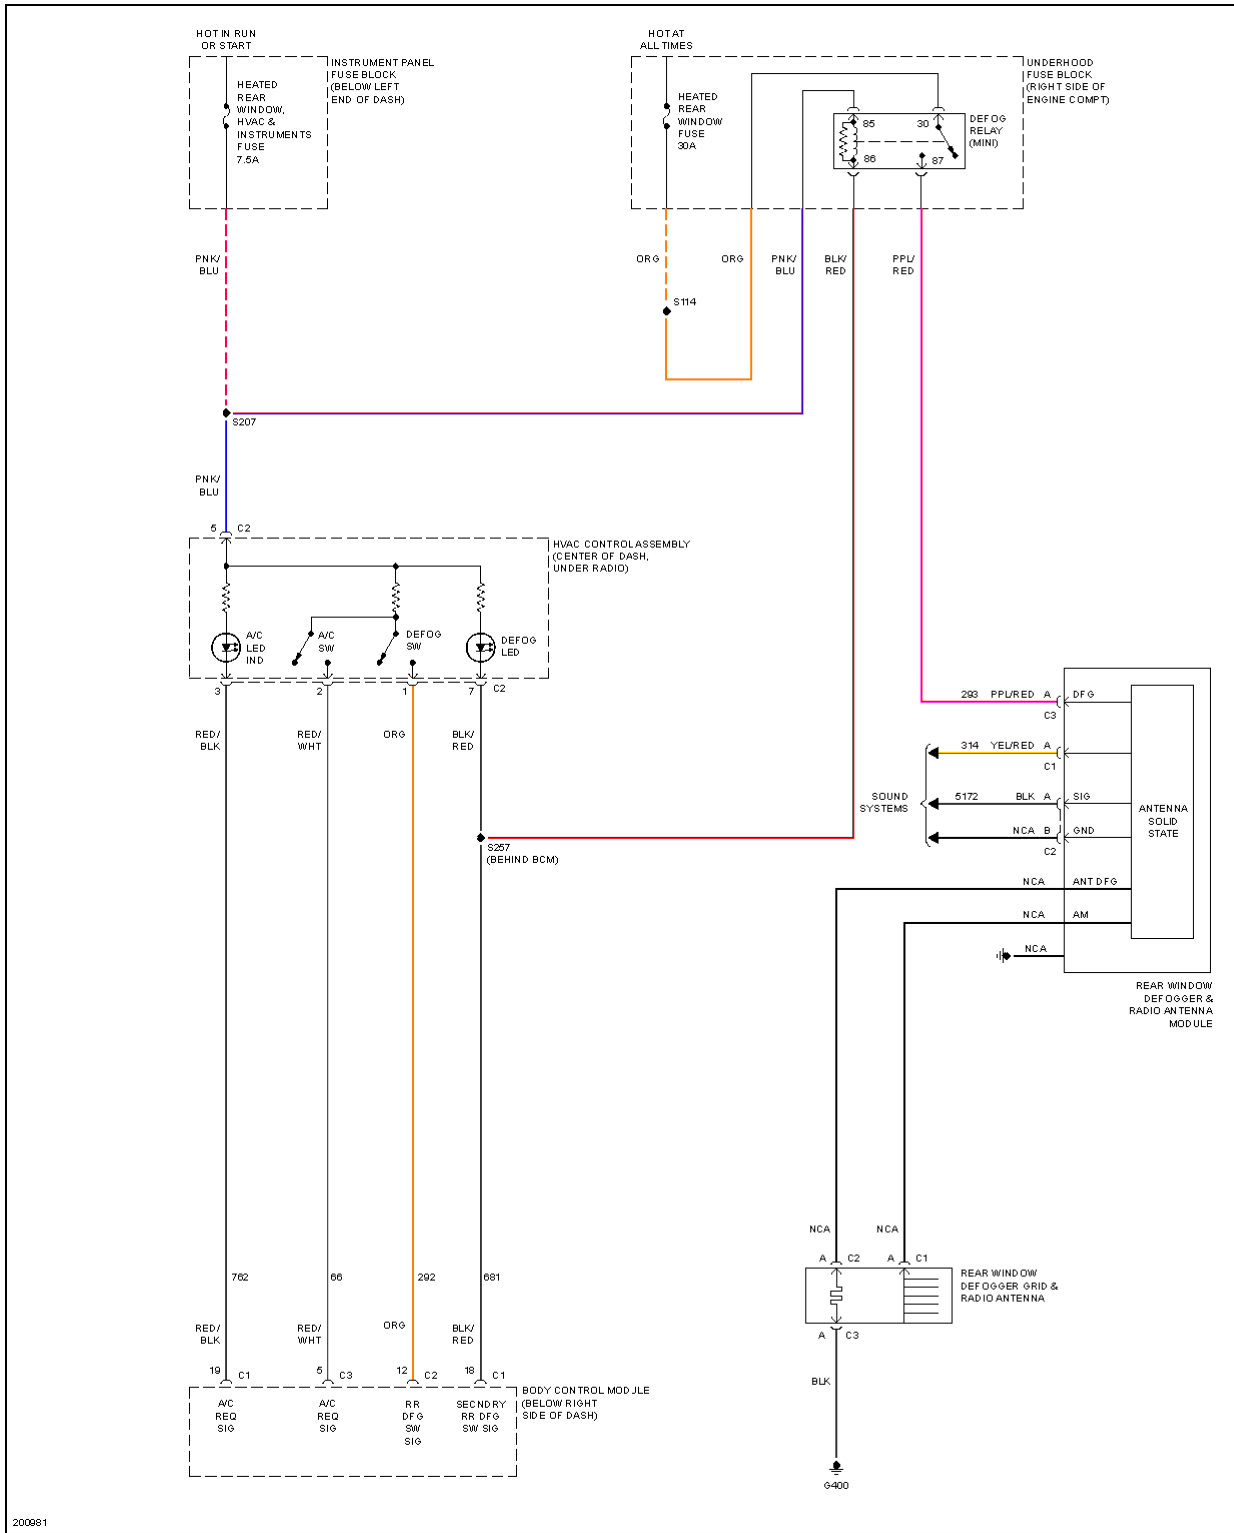 HOT IN RUN
OR START
INSTRUMENT PANEL
FUSE BLOCK
(BELOW LEFT
END OF DASH)
HEATED
REAR
WINDOW,
HVAC &
INSTRUMENTS
FUSE
7.5A
HOT AT
ALL TIMES
HEATED
REAR
WINDOW
FUSE
30A
UNDERHOOD
FUSE BLOCK
(RIGHT SIDE OF
ENGINE COMPT)
85
30
86
87
DEFOG
RELAY
(MINI)
PNK/
BLU
ORG
ORG
PNK/
BLU
BLK/
RED
PPL/
RED
S114
S207
PNK/
BLU
5
C2
HVAC CONTROL ASSEMBLY
(CENTER OF DASH,
UNDER RADIO)
A/C
LED
IND
A/C
SW
DEFOG
SW
DEFOG
LED
3
2
1
7
C2
RED/
BLK
RED/
WHT
ORG
BLK/
RED
293 PPL/RED A DFG
C3
314 YEL/RED A
C1
SOUND
SYSTEMS
5172 BLK A SIG
NCA B GND
C2
ANTENNA
SOLID
STATE
S257
(BEHIND BCM)
NCA ANT DFG
NCA AM
NCA
REAR WINDOW
DEFOGGER &
RADIO ANTENNA
MODULE
NCA
NCA
A
C2
A
C1
REAR WINDOW
DEFOGGER GRID &
RADIO ANTENNA
A
C3
762
66
292
681
RED/
BLK
RED/
WHT
ORG
BLK/
RED
19
C1
5
C3
12
C2
18
C1
BODY CONTROL MODULE
(BELOW RIGHT
SIDE OF DASH)
A/C
REQ
SIG
A/C
REQ
SIG
RR
DFG
SW
SIG
SECNDRY
RR DFG
SW SIG
BLK
G400
200981